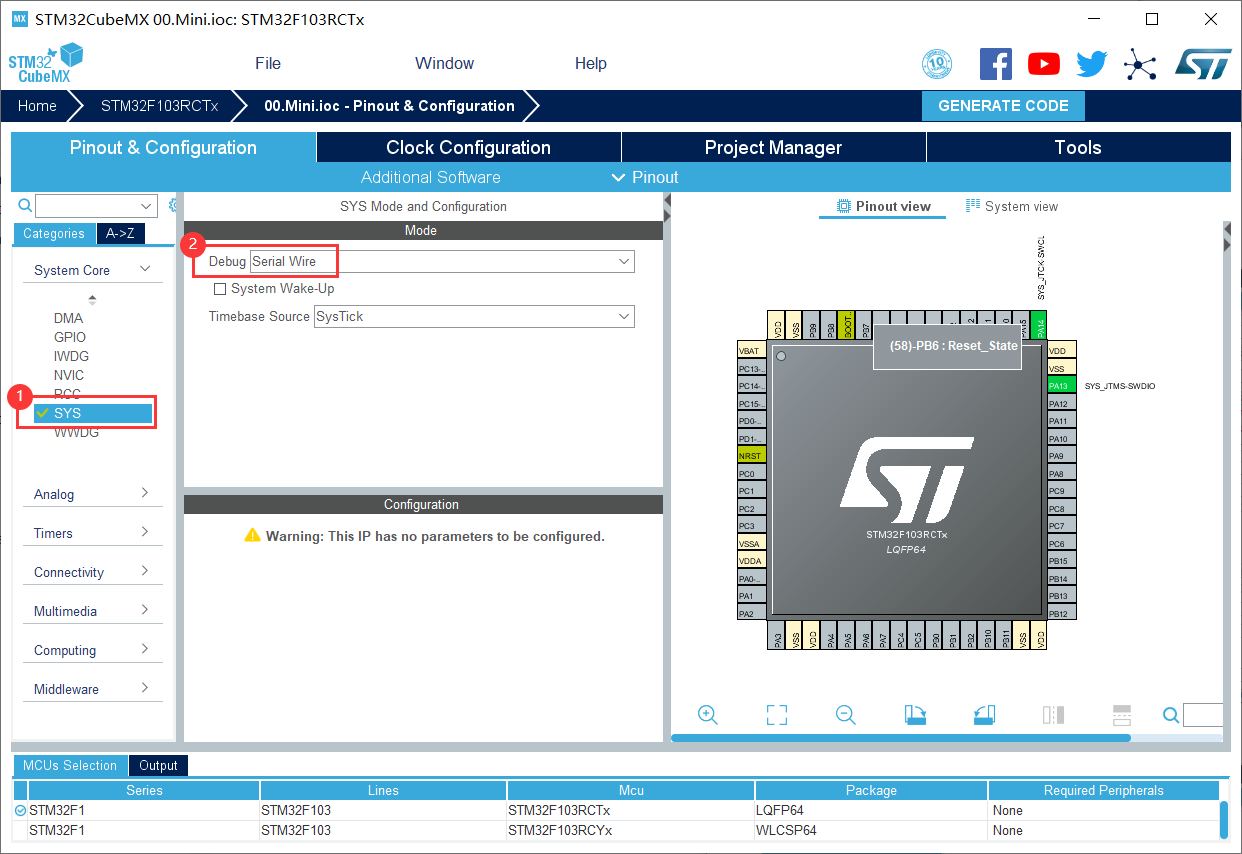 MX STM32CubeMX 00.Mini.ioc: STM32F103RCTx
STM32 CubeMX
File Window Help
10
ST
Home STM32F103RCTx 00.Mini.ioc - Pinout & Configuration GENERATE CODE
Pinout & Configuration Clock Configuration Project Manager Tools
Additional Software Pinout
Categories A->Z
System Core
DMA
GPIO
IWDG
NVIC
RCC
1
SYS
WWDG
Analog
Timers
Connectivity
Multimedia
Computing
Middleware
SYS Mode and Configuration
Mode
2
Debug Serial Wire
System Wake-Up
Timebase Source SysTick
Configuration
Warning: This IP has no parameters to be configured.
Pinout view System view
SYS_JTCK-SWCL
VDD
VSS
PB9
PB8
BOOT..
PB7
PA14
(58)-PB6 : Reset_State
VBAT
PC13-..
PC14-..
PC15-..
PD0-..
PD1-..
NRST
PC0
PC1
PC2
PC3
VSSA
VDDA
PA0-..
PA1
PA2
VDD
VSS
PA13 SYS_JTMS-SWDIO
PA12
PA11
PA10
PA9
PA8
PC9
PC8
PC7
PC6
PB15
PB14
PB13
PB12
ST
STM32F103RCTx
LQFP64
PA3
VSS
VDD
PA4
PA5
PA6
PA7
PC4
PC5
PB0
PB1
PB2
PB10
PB11
VSS
VDD
MCUs Selection Output
Series Lines Mcu Package Required Peripherals
STM32F1 STM32F103 STM32F103RCTx LQFP64 None
STM32F1 STM32F103 STM32F103RCYx WLCSP64 None